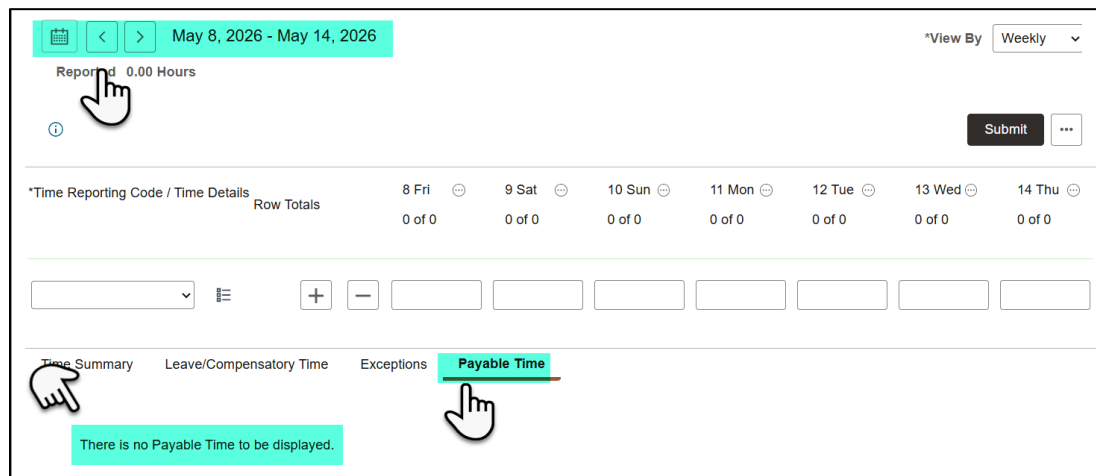 May 8, 2026 - May 14, 2026
*View By Weekly
Reported 0.00 Hours
Submit
*Time Reporting Code / Time Details Row Totals 8 Fri 9 Sat 10 Sun 11 Mon 12 Tue 13 Wed 14 Thu
0 of 0 0 of 0 0 of 0 0 of 0 0 of 0 0 of 0 0 of 0
Time Summary Leave/Compensatory Time Exceptions Payable Time
There is no Payable Time to be displayed.